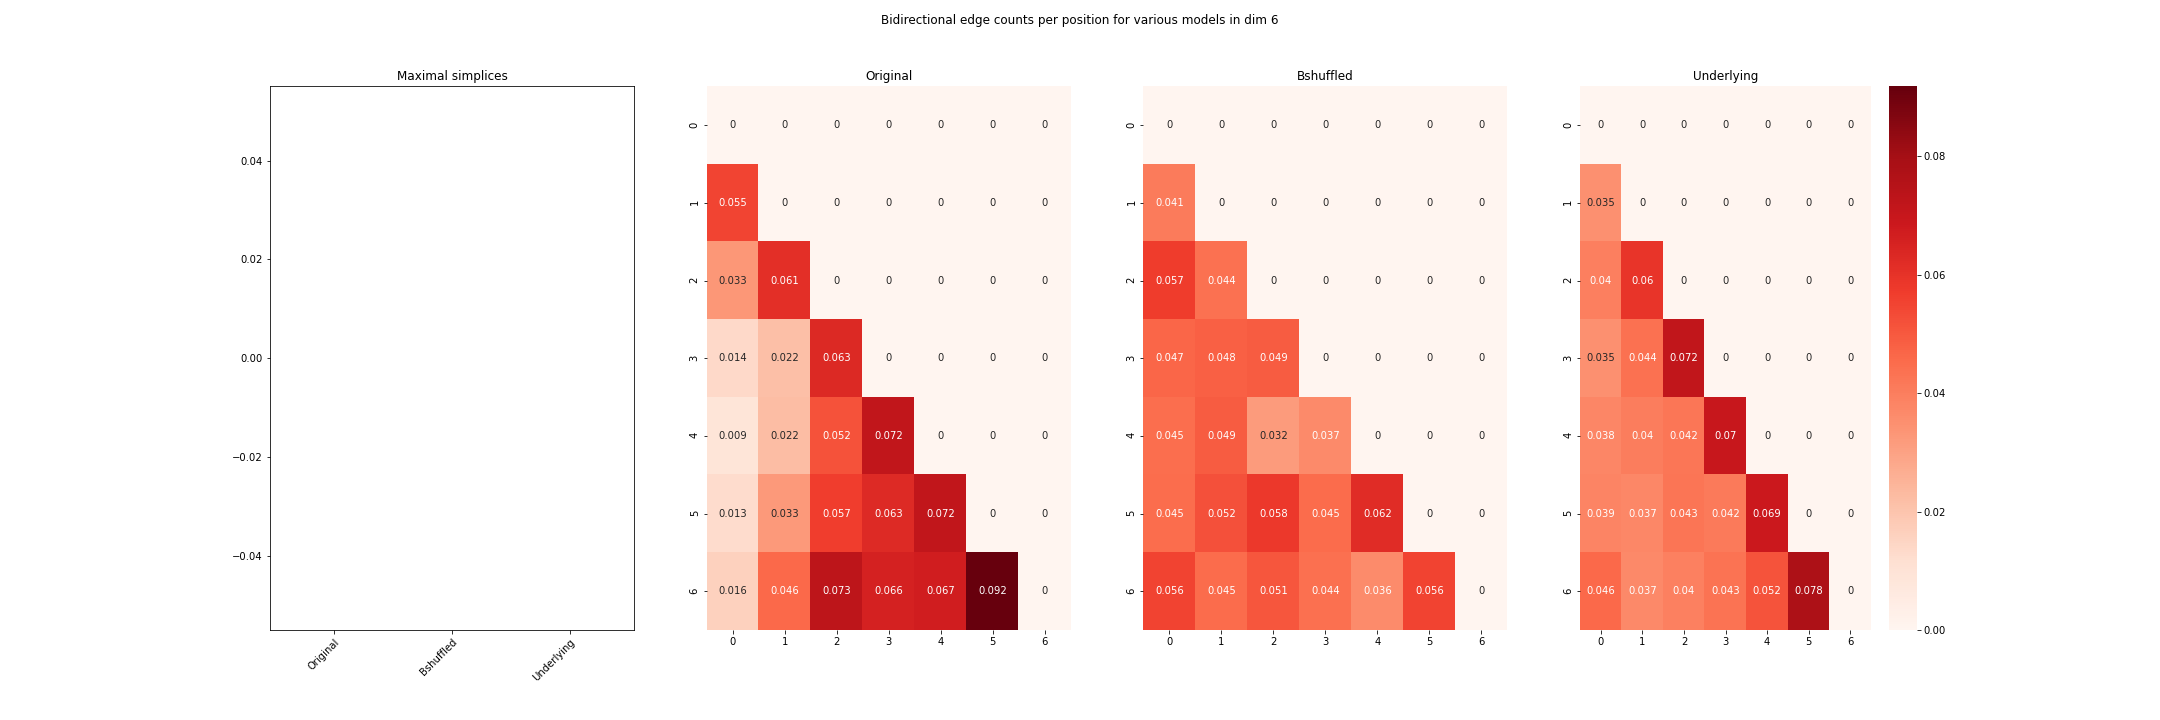 Bidirectional edge counts per position for various models in dim 6
Maximal simplices
0.04
0.02
0.00
−0.02
−0.04
Original
Bshuffled
Underlying
Original
0 0 0 0 0 0 0 0
1 0.055 0 0 0 0 0 0
2 0.033 0.061 0 0 0 0 0
3 0.014 0.022 0.063 0 0 0 0
4 0.009 0.022 0.052 0.072 0 0 0
5 0.013 0.033 0.057 0.063 0.072 0 0
6 0.016 0.046 0.073 0.066 0.067 0.092 0
0 1 2 3 4 5 6
Bshuffled
0 0 0 0 0 0 0 0
1 0.041 0 0 0 0 0 0
2 0.057 0.044 0 0 0 0 0
3 0.047 0.048 0.049 0 0 0 0
4 0.045 0.049 0.032 0.037 0 0 0
5 0.045 0.052 0.058 0.045 0.062 0 0
6 0.056 0.045 0.051 0.044 0.036 0.056 0
0 1 2 3 4 5 6
Underlying
0 0 0 0 0 0 0 0
1 0.035 0 0 0 0 0 0
2 0.04 0.06 0 0 0 0 0
3 0.035 0.044 0.072 0 0 0 0
4 0.038 0.04 0.042 0.07 0 0 0
5 0.039 0.037 0.043 0.042 0.069 0 0
6 0.046 0.037 0.04 0.043 0.052 0.078 0
0 1 2 3 4 5 6
0.08
0.06
0.04
0.02
0.00